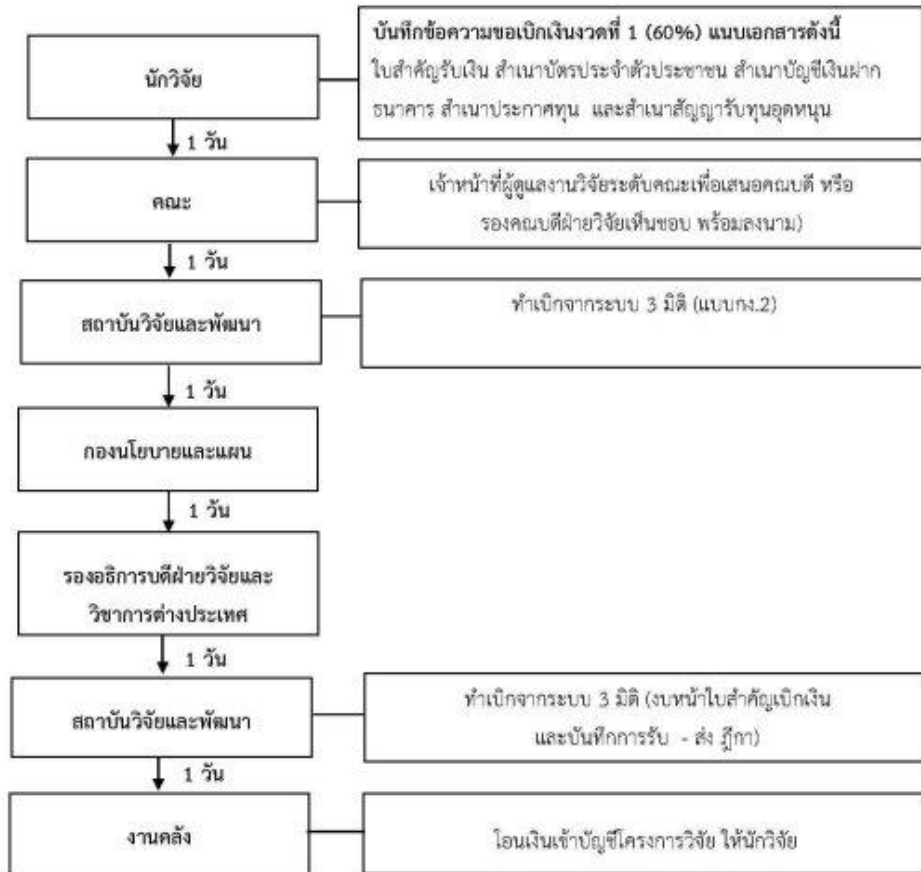 นักวิจัย
บันทึกข้อความขอเบิกเงินงวดที่ 1 (60%) แนบเอกสารดังนี้
ใบสำคัญรับเงิน สำเนาบัตรประจำตัวประชาชน สำเนาบัญชีเงินฝาก
ธนาคาร สำเนาประกาศทุน และสำเนาสัญญารับทุนอุดหนุน
1 วัน
คณะ
เจ้าหน้าที่ผู้ดูแลงานวิจัยระดับคณะเพื่อเสนอคณบดี หรือ
รองคณบดีฝ่ายวิจัยเห็นชอบ พร้อมลงนาม)
1 วัน
สถาบันวิจัยและพัฒนา
ทำเบิกจากระบบ 3 มิติ (แบบกง.2)
1 วัน
กองนโยบายและแผน
1 วัน
รองอธิการบดีฝ่ายวิจัยและ
วิชาการต่างประเทศ
1 วัน
สถาบันวิจัยและพัฒนา
ทำเบิกจากระบบ 3 มิติ (งบหน้าใบสำคัญเบิกเงิน
และบันทึกการรับ - ส่ง ฎีกา)
1 วัน
งานคลัง
โอนเงินเข้าบัญชีโครงการวิจัย ให้นักวิจัย